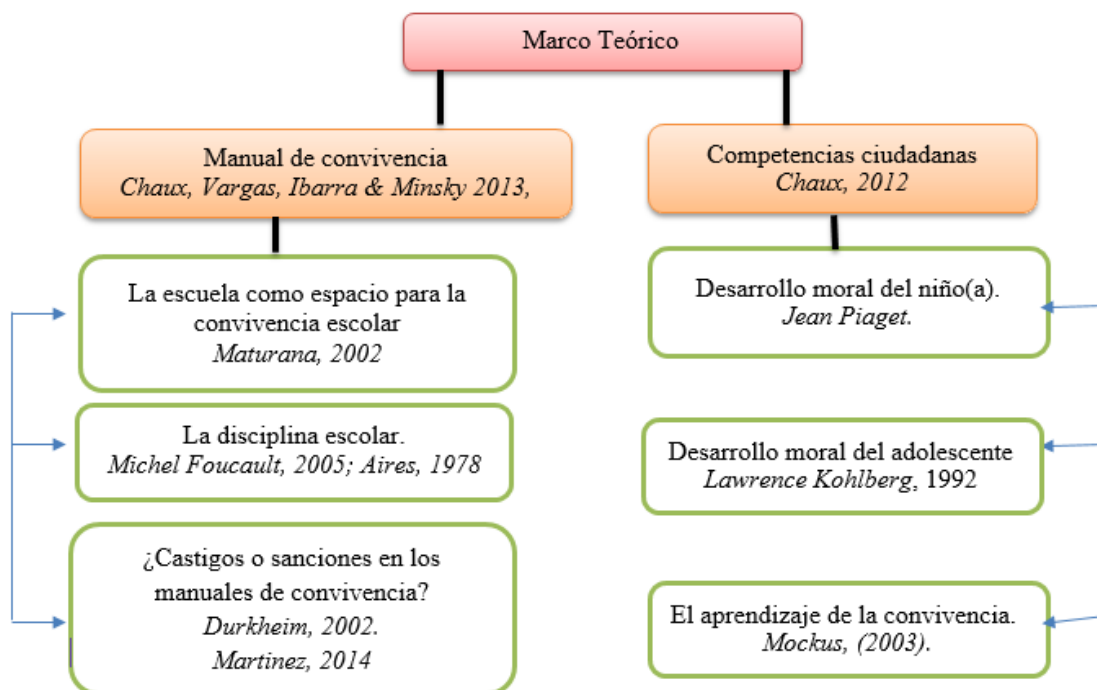 Marco Teórico
Manual de convivencia
Chaux, Vargas, Ibarra & Minsky 2013,
Competencias ciudadanas
Chaux, 2012
La escuela como espacio para la
convivencia escolar
Maturana, 2002
Desarrollo moral del niño(a).
Jean Piaget.
La disciplina escolar.
Michel Foucault, 2005; Aires, 1978
Desarrollo moral del adolescente
Lawrence Kohlberg, 1992
¿Castigos o sanciones en los
manuales de convivencia?
Durkheim, 2002.
Martinez, 2014
El aprendizaje de la convivencia.
Mockus, (2003).